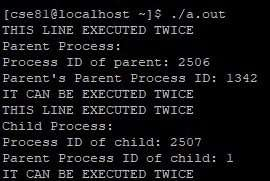 [cse81@localhost ~]$ ./a.out
THIS LINE EXECUTED TWICE
Parent Process:
Process ID of parent: 2506
Parent's Parent Process ID: 1342
IT CAN BE EXECUTED TWICE
THIS LINE EXECUTED TWICE
Child Process:
Process ID of child: 2507
Parent Process ID of child: 1
IT CAN BE EXECUTED TWICE